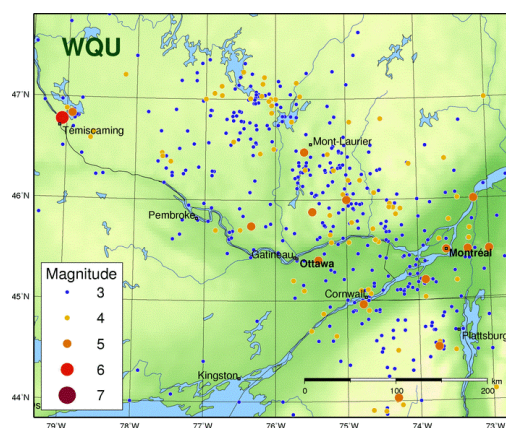 WQU
47°N
Témiscaming
Mont-Laurier
46°N
Pembroke
Gatineau
Ottawa
Montréal
Magnitude
3
4
5
6
7
45°N
Cornwall
Plattsburg
Kingston
0
100
200
km
44°N
79°W
78°W
77°W
76°W
75°W
74°W
73°W